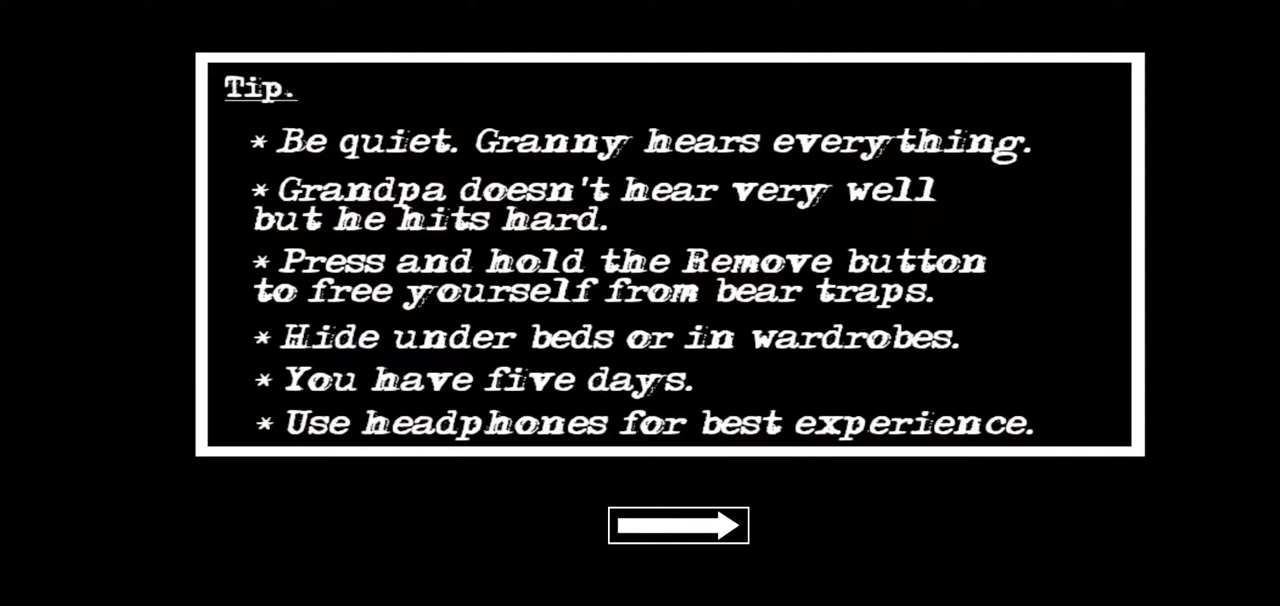 Tip.
* Be quiet. Granny hears everything.
* Grandpa doesn't hear very well
but he hits hard.
* Press and hold the Remove button
to free yourself from bear traps.
* Hide under beds or in wardrobes.
* You have five days.
* Use headphones for best experience.